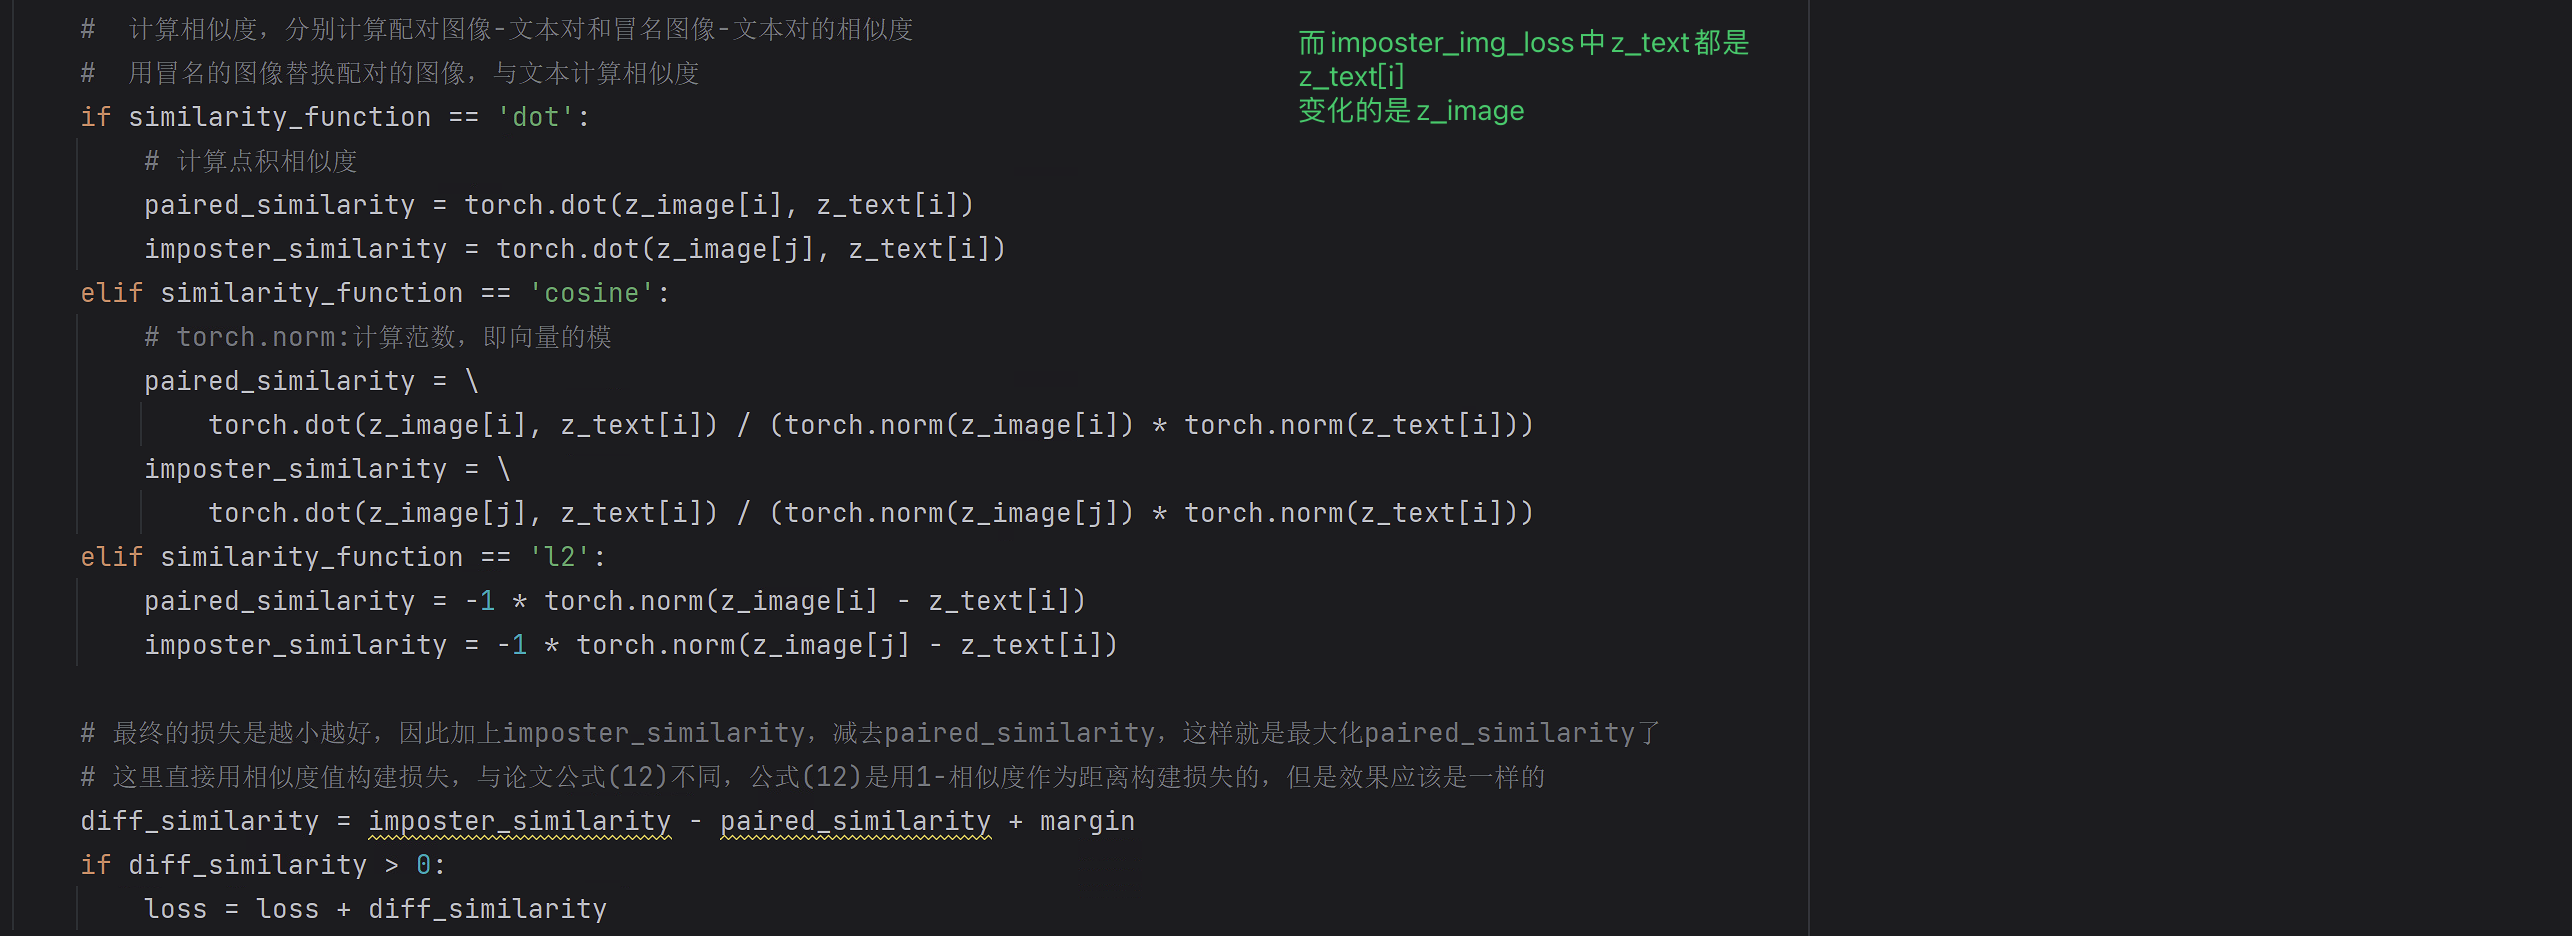 #  计算相似度，分别计算配对图像-文本对和冒名图像-文本对的相似度
#  用冒名的图像替换配对的图像，与文本计算相似度
if similarity_function == 'dot':
    # 计算点积相似度
    paired_similarity = torch.dot(z_image[i], z_text[i])
    imposter_similarity = torch.dot(z_image[j], z_text[i])
elif similarity_function == 'cosine':
    # torch.norm:计算范数，即向量的模
    paired_similarity = \
        torch.dot(z_image[i], z_text[i]) / (torch.norm(z_image[i]) * torch.norm(z_text[i]))
    imposter_similarity = \
        torch.dot(z_image[j], z_text[i]) / (torch.norm(z_image[j]) * torch.norm(z_text[i]))
elif similarity_function == 'l2':
    paired_similarity = -1 * torch.norm(z_image[i] - z_text[i])
    imposter_similarity = -1 * torch.norm(z_image[j] - z_text[i])
# 最终的损失是越小越好，因此加上imposter_similarity，减去paired_similarity，这样就是最大化paired_similarity了
# 这里直接用相似度值构建损失，与论文公式(12)不同，公式(12)是用1-相似度作为距离构建损失的，但是效果应该是一样的
diff_similarity = imposter_similarity - paired_similarity + margin
if diff_similarity > 0:
    loss = loss + diff_similarity
而imposter_img_loss中z_text都是
z_text[i]
变化的是z_image